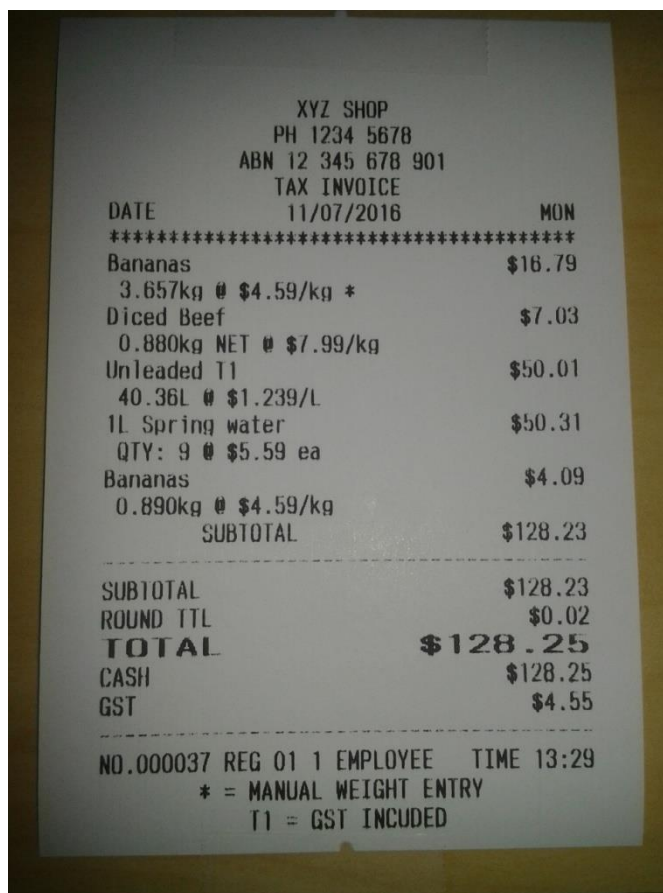 XYZ SHOP
PH 1234 5678
ABN 12 345 678 901
TAX INVOICE
DATE 11/07/2016 MON
****************************************
Bananas $16.79
3.657kg @ $4.59/kg *
Diced Beef $7.03
0.880kg NET @ $7.99/kg
Unleaded T1 $50.01
40.36L @ $1.239/L
1L Spring water $50.31
QTY: 9 @ $5.59 ea
Bananas $4.09
0.890kg @ $4.59/kg
SUBTOTAL $128.23
SUBTOTAL $128.23
ROUND TTL $0.02
TOTAL $128.25
CASH $128.25
GST $4.55
NO.000037 REG 01 1 EMPLOYEE TIME 13:29
* = MANUAL WEIGHT ENTRY
T1 = GST INCUDED